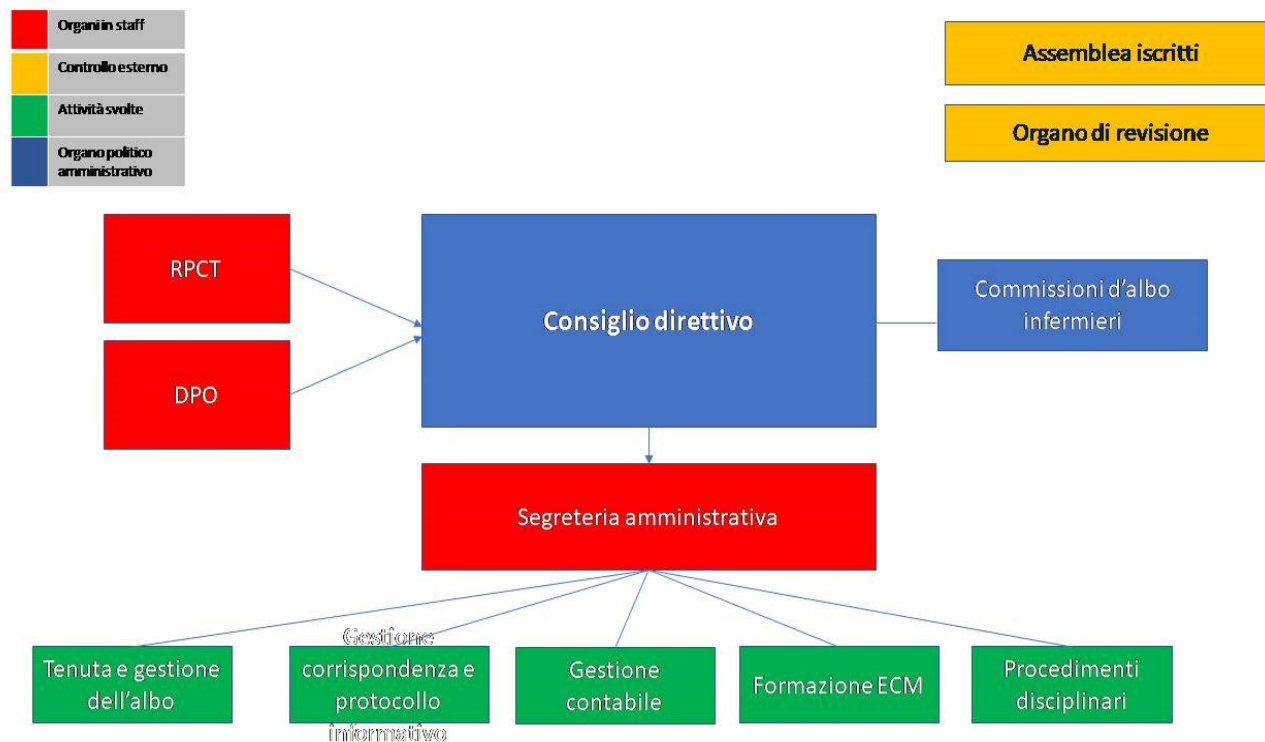 Organi in staff
Controllo esterno
Attività svolte
Organo politico
amministrativo
Assemblea iscritti
Organo di revisione
RPCT
DPO
Consiglio direttivo
Commissioni d'albo
infermieri
Segreteria amministrativa
Tenuta e gestione
dell'albo
Gestione
corrispondenza e
protocollo
informativo
Gestione
contabile
Formazione ECM
Procedimenti
disciplinari